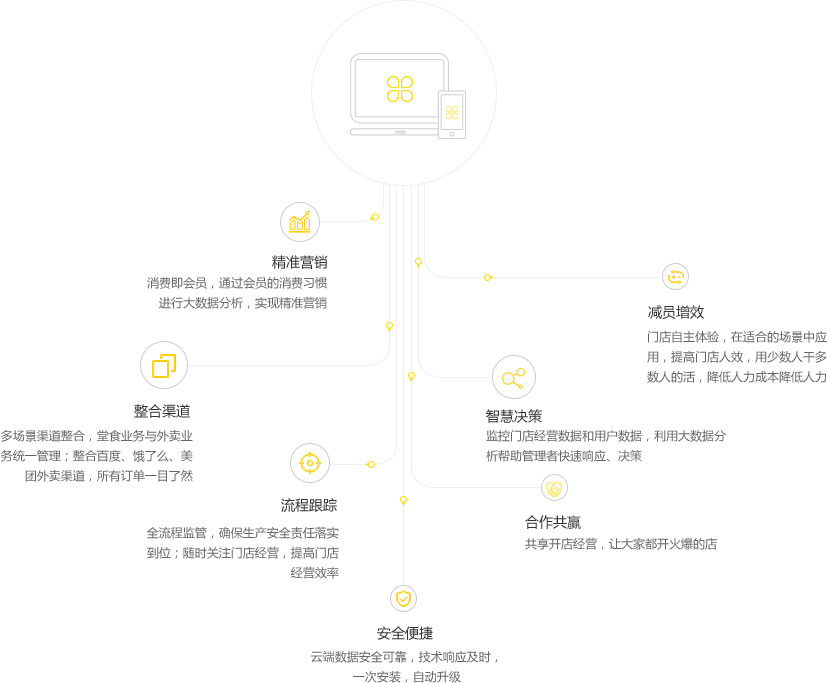 精准营销
消费即会员，通过会员的消费习惯
进行大数据分析，实现精准营销
减员增效
门店自主体验，在适合的场景中应
用，提高门店人效，用少数人干多
数人的活，降低人力成本降低人力
整合渠道
多场景渠道整合，堂食业务与外卖业
务统一管理；整合百度、饿了么、美
团外卖渠道，所有订单一目了然
智慧决策
监控门店经营数据和用户数据，利用大数据分
析帮助管理者快速响应、决策
流程跟踪
全流程监管，确保生产安全责任落实
到位；随时关注门店经营，提高门店
经营效率
合作共赢
共享开店经营，让大家都开火爆的店
安全便捷
云端数据安全可靠，技术响应及时，
一次安装，自动升级